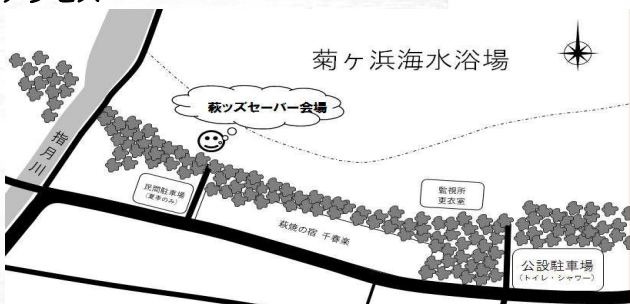 アクセス
菊ヶ浜海水浴場
萩ッズセーバー会場
指月川
民間駐車場
(夏季のみ)
監視所
更衣室
萩焼の宿 千春楽
公設駐車場
(トイレ・シャワー)